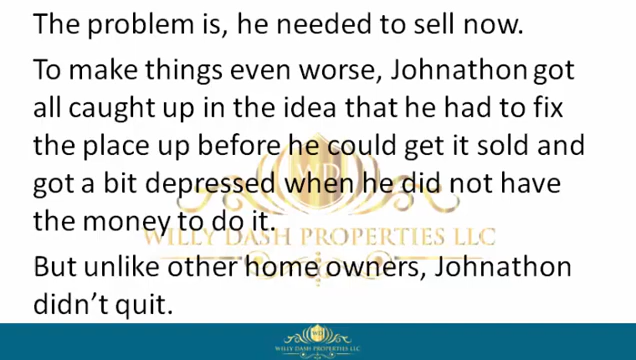 The problem is, he needed to sell now.
To make things even worse, Johnathon got
all caught up in the idea that he had to fix
the place up before he could get it sold and
got a bit depressed when he did not have
the money to do it.
WILLY DASH PROPERTIES LLC
But unlike other home owners, Johnathon
didn't quit.
WILLY DASH PROPERTIES LLC